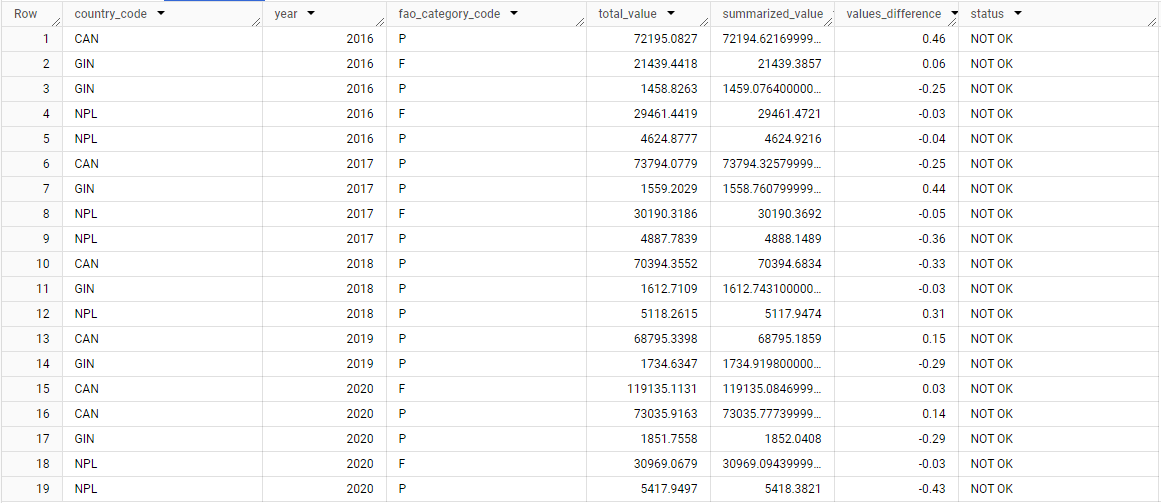 Row country_code year fao_category_code total_value summarized_value values_difference status
1 CAN 2016 P 72195.0827 72194.62169999... 0.46 NOT OK
2 GIN 2016 F 21439.4418 21439.3857 0.06 NOT OK
3 GIN 2016 P 1458.8263 1459.076400000... -0.25 NOT OK
4 NPL 2016 F 29461.4419 29461.4721 -0.03 NOT OK
5 NPL 2016 P 4624.8777 4624.9216 -0.04 NOT OK
6 CAN 2017 P 73794.0779 73794.32579999... -0.25 NOT OK
7 GIN 2017 P 1559.2029 1558.760799999... 0.44 NOT OK
8 NPL 2017 F 30190.3186 30190.3692 -0.05 NOT OK
9 NPL 2017 P 4887.7839 4888.1489 -0.36 NOT OK
10 CAN 2018 P 70394.3552 70394.6834 -0.33 NOT OK
11 GIN 2018 P 1612.7109 1612.743100000... -0.03 NOT OK
12 NPL 2018 P 5118.2615 5117.9474 0.31 NOT OK
13 CAN 2019 P 68795.3398 68795.1859 0.15 NOT OK
14 GIN 2019 P 1734.6347 1734.919800000... -0.29 NOT OK
15 CAN 2020 F 119135.1131 119135.0846999... 0.03 NOT OK
16 CAN 2020 P 73035.9163 73035.77739999... 0.14 NOT OK
17 GIN 2020 P 1851.7558 1852.0408 -0.29 NOT OK
18 NPL 2020 F 30969.0679 30969.09439999... -0.03 NOT OK
19 NPL 2020 P 5417.9497 5418.3821 -0.43 NOT OK